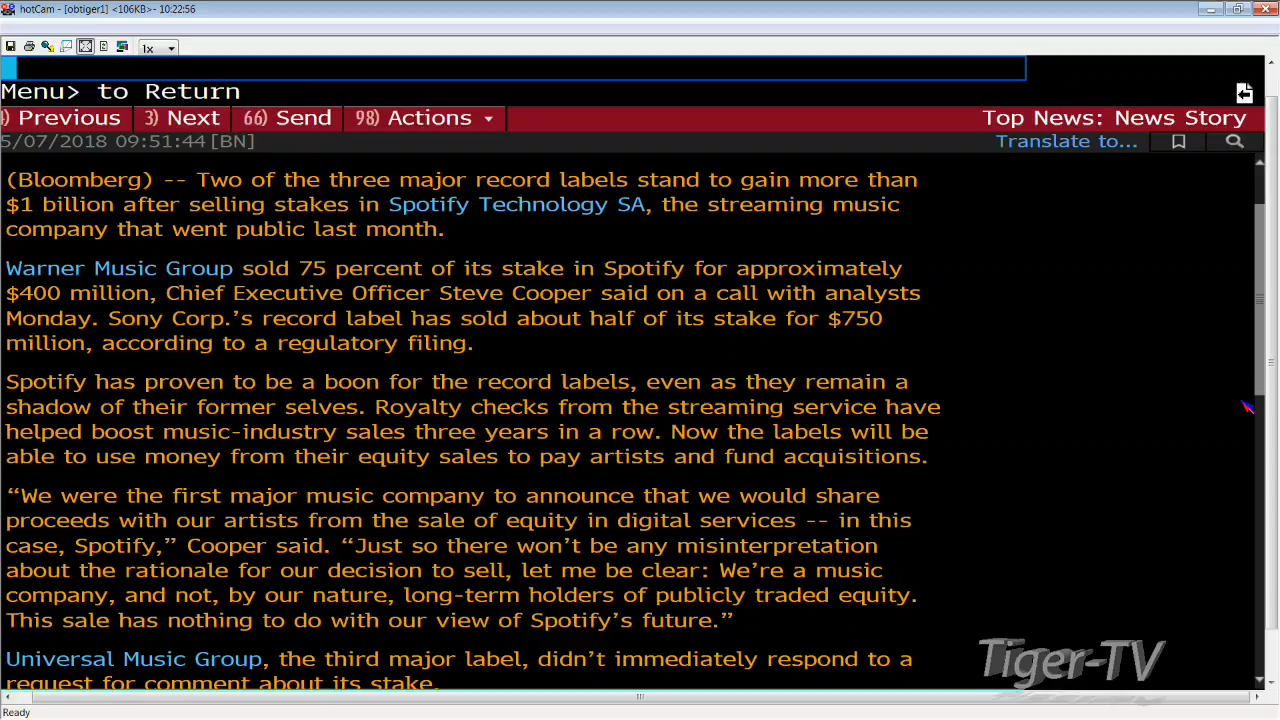 hotCam - [obtiger1] <106KB> - 10:22:56
1x
Menu> to Return
) Previous 3) Next 66) Send 98) Actions Top News: News Story
5/07/2018 09:51:44 [BN] Translate to...
(Bloomberg) -- Two of the three major record labels stand to gain more than
$1 billion after selling stakes in Spotify Technology SA, the streaming music
company that went public last month.
Warner Music Group sold 75 percent of its stake in Spotify for approximately
$400 million, Chief Executive Officer Steve Cooper said on a call with analysts
Monday. Sony Corp.’s record label has sold about half of its stake for $750
million, according to a regulatory filing.
Spotify has proven to be a boon for the record labels, even as they remain a
shadow of their former selves. Royalty checks from the streaming service have
helped boost music-industry sales three years in a row. Now the labels will be
able to use money from their equity sales to pay artists and fund acquisitions.
“We were the first major music company to announce that we would share
proceeds with our artists from the sale of equity in digital services -- in this
case, Spotify,” Cooper said. “Just so there won’t be any misinterpretation
about the rationale for our decision to sell, let me be clear: We’re a music
company, and not, by our nature, long-term holders of publicly traded equity.
This sale has nothing to do with our view of Spotify’s future.”
Universal Music Group, the third major label, didn’t immediately respond to a
request for comment about its stake.
Tiger-TV
Ready